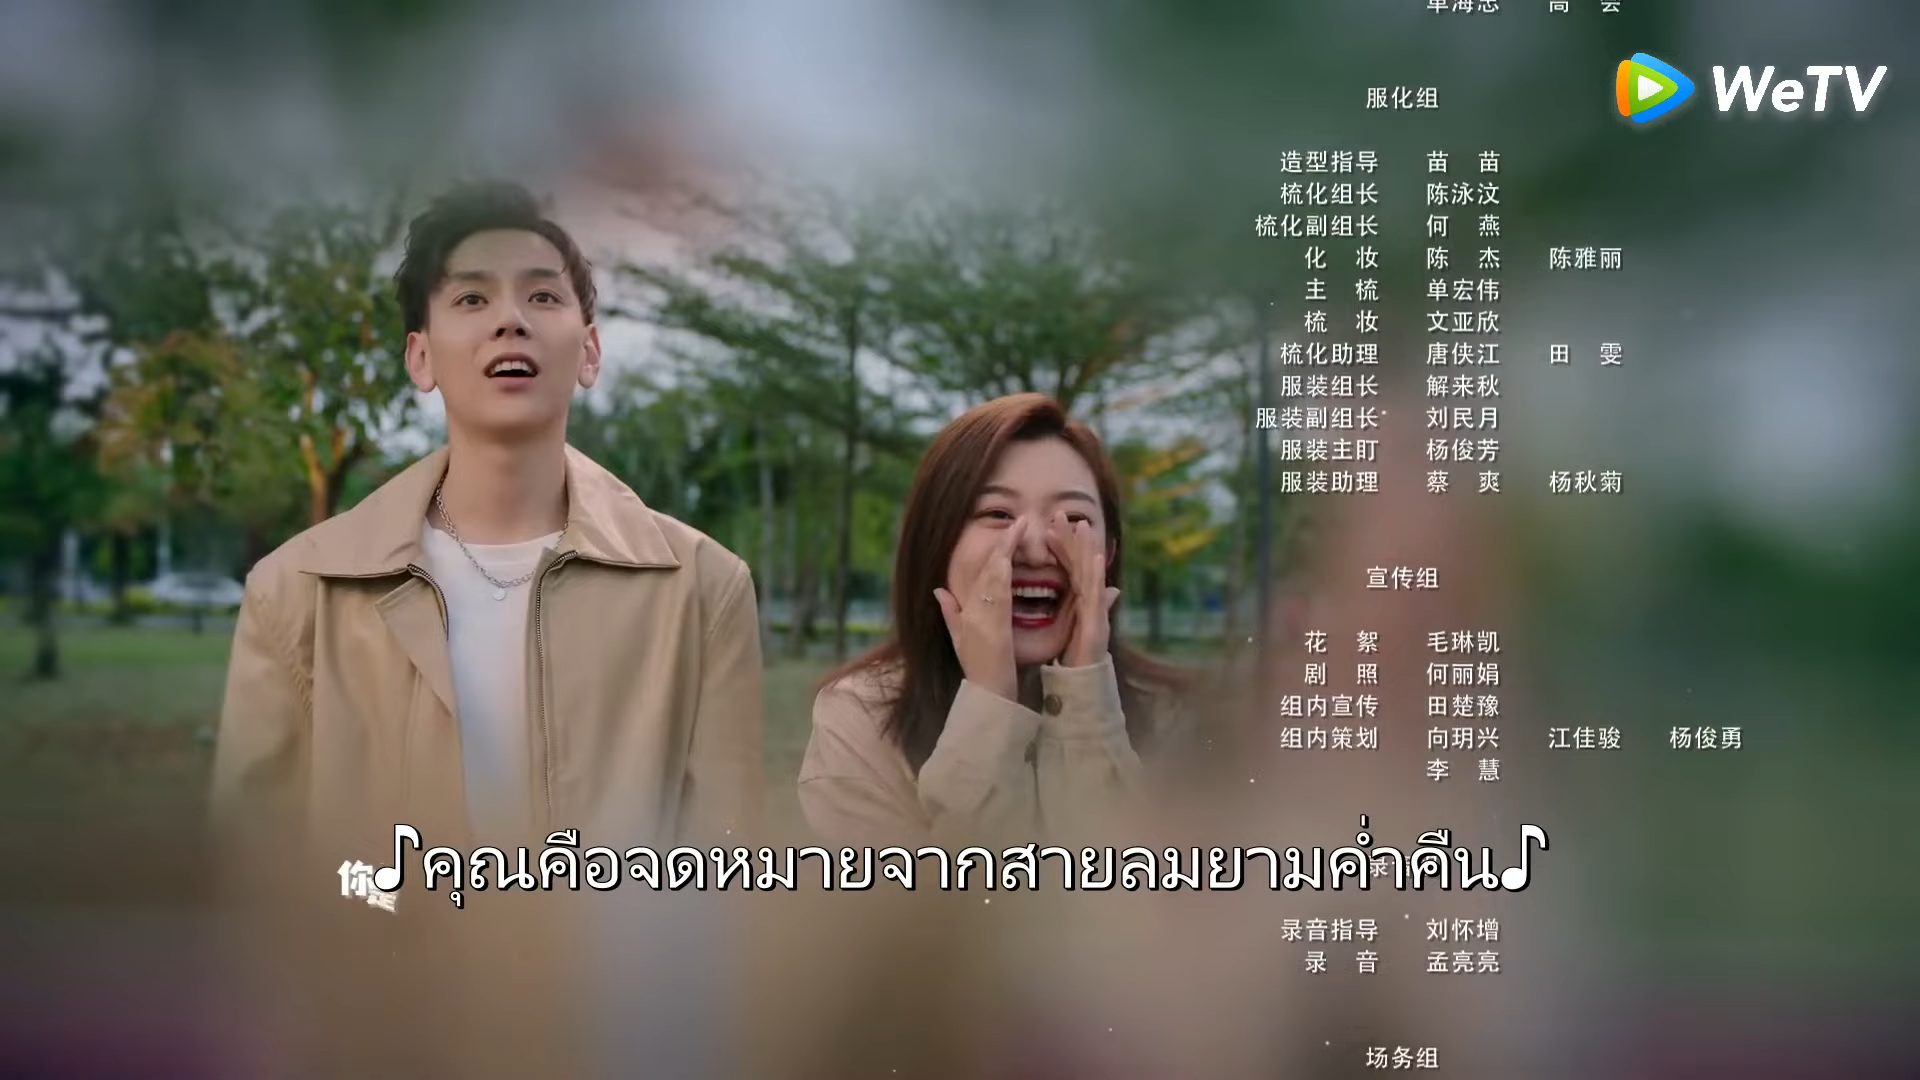 单海忠 高 会
WeTV
服化组
造型指导 苗 苗
梳化组长 陈泳汶
梳化副组长 何 燕
化 妆 陈 杰 陈雅丽
主 梳 单宏伟
梳 妆 文亚欣
梳化助理 唐侠江 田 雯
服装组长 解来秋
服装副组长 刘民月
服装主盯 杨俊芳
服装助理 蔡 爽 杨秋菊
宣传组
花 絮 毛琳凯
剧 照 何丽娟
组内宣传 田楚豫
组内策划 向玥兴 江佳骏 杨俊勇
李 慧
♪คุณคือจดหมายจากสายลมยามค่ำคืน♪
你是
录音指导 刘怀增
录 音 孟亮亮
场务组